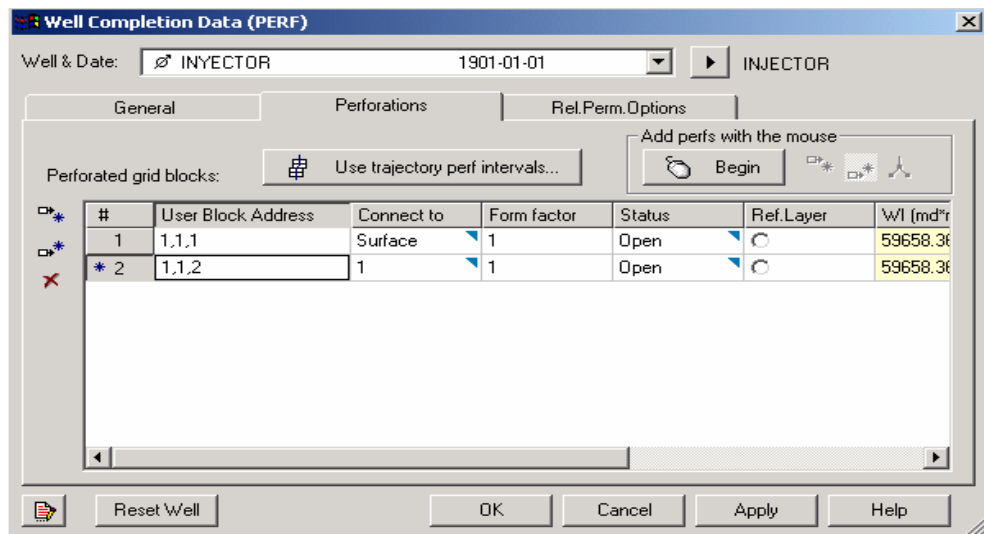 Well Completion Data (PERF)
Well & Date: INYECTOR 1901-01-01 INJECTOR
General Perforations Rel.Perm.Options
Add perfs with the mouse
Perforated grid blocks: Use trajectory perf intervals... Begin
# User Block Address Connect to Form factor Status Ref.Layer WI (md*
1 1,1,1 Surface 1 Open 59658.36
* 2 1,1,2 1 1 Open 59658.36
Reset Well OK Cancel Apply Help